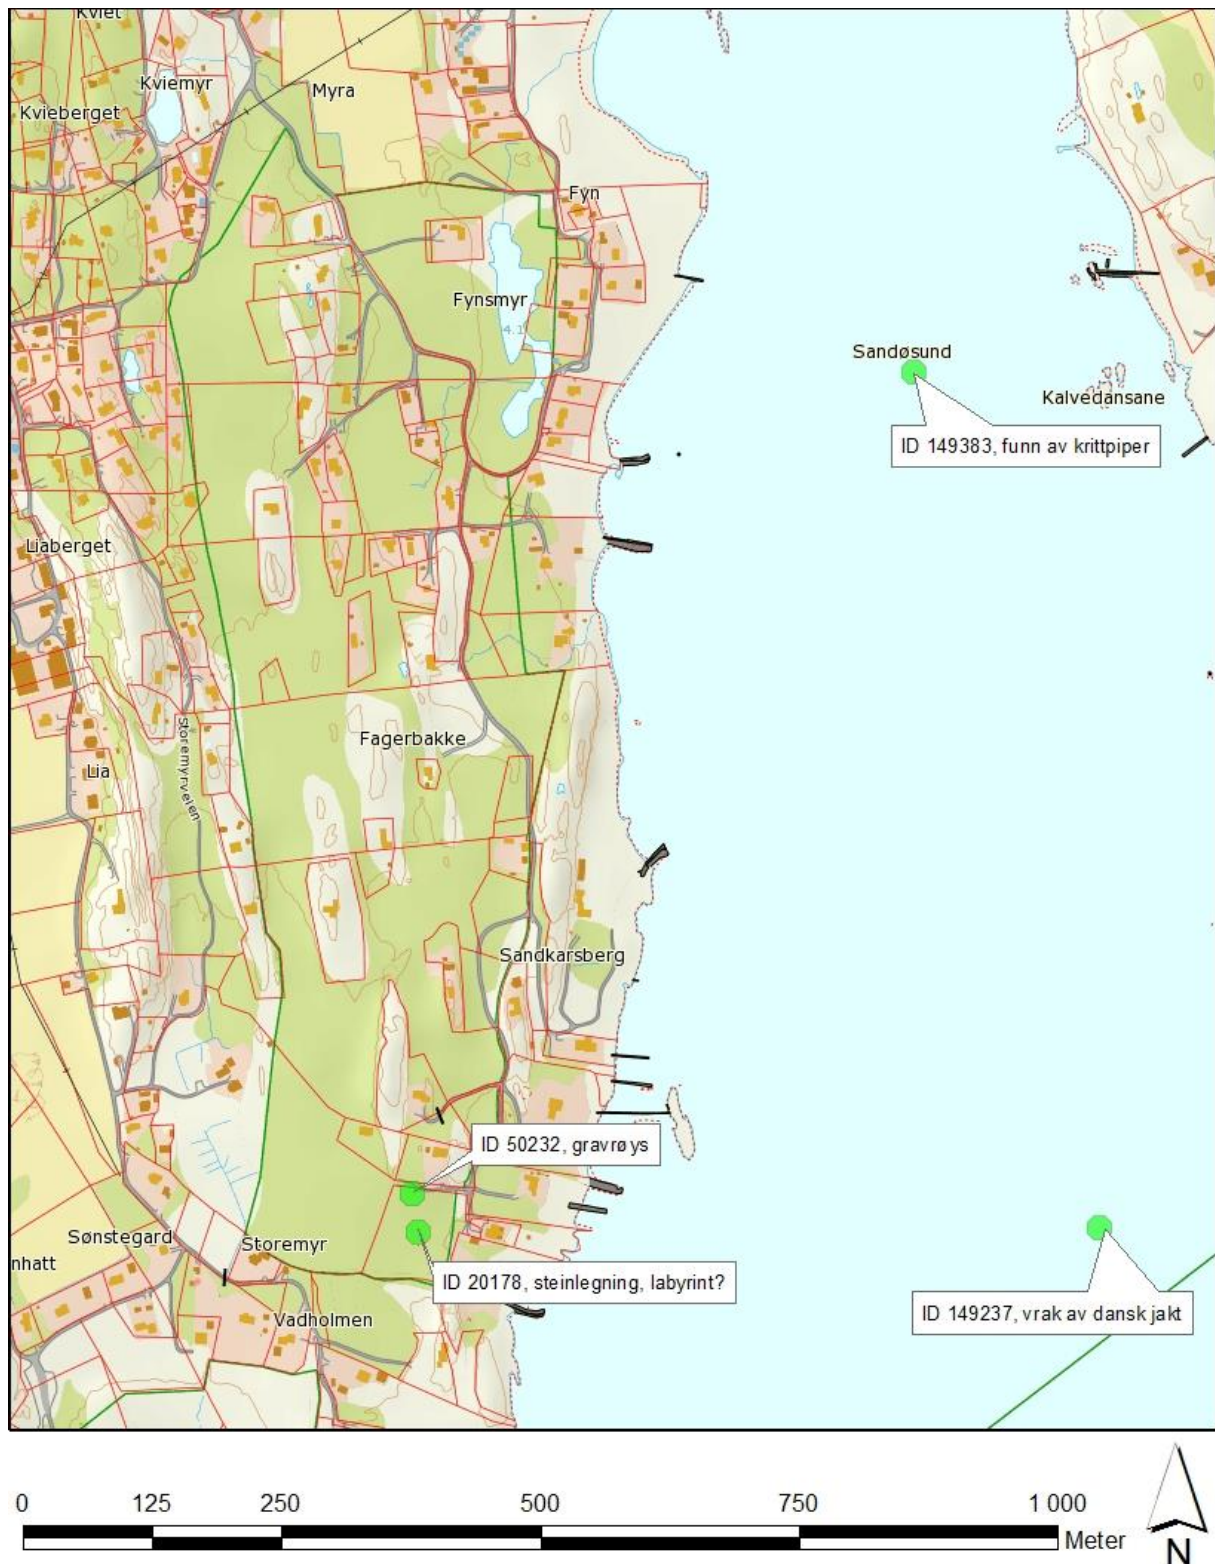 Kviet
Kviemyr
Myra
Kvieberget
Fyn
Fynsmyr
4.1
Sandøsund
Kalvedansane
ID 149383, funn av krittpiper
Liaberget
Storemyrveien
Fagerbakke
Lia
Sandkarsberg
ID 50232, gravrøys
Sønstegard
Storemyr
nhatt
ID 20178, steinlegning, labyrint?
Vadholmen
ID 149237, vrak av dansk jakt
0 125 250 500 750 1 000
Meter
N